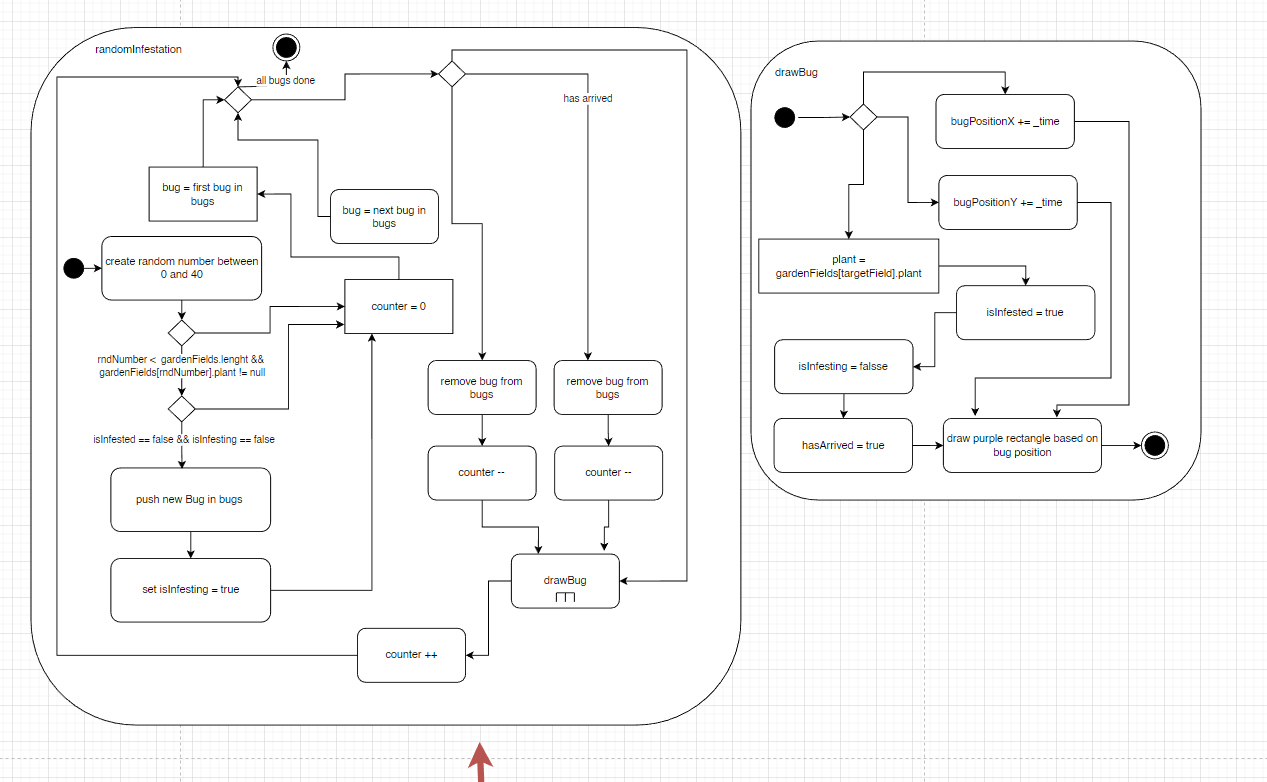 randomInfestation
all bugs done
has arrived
bug = first bug in
bugs
bug = next bug in
bugs
create random number between
0 and 40
counter = 0
rndNumber < gardenFields.lenght &&
gardenFields[rndNumber].plant != null
isInfested == false && isInfesting == false
push new Bug in bugs
set isInfesting = true
remove bug from
bugs
remove bug from
bugs
counter --
counter --
drawBug
counter ++
drawBug
bugPositionX += _time
bugPositionY += _time
plant =
gardenFields[targetField].plant
isInfested = true
isInfesting = falsse
hasArrived = true
draw purple rectangle based on
bug position